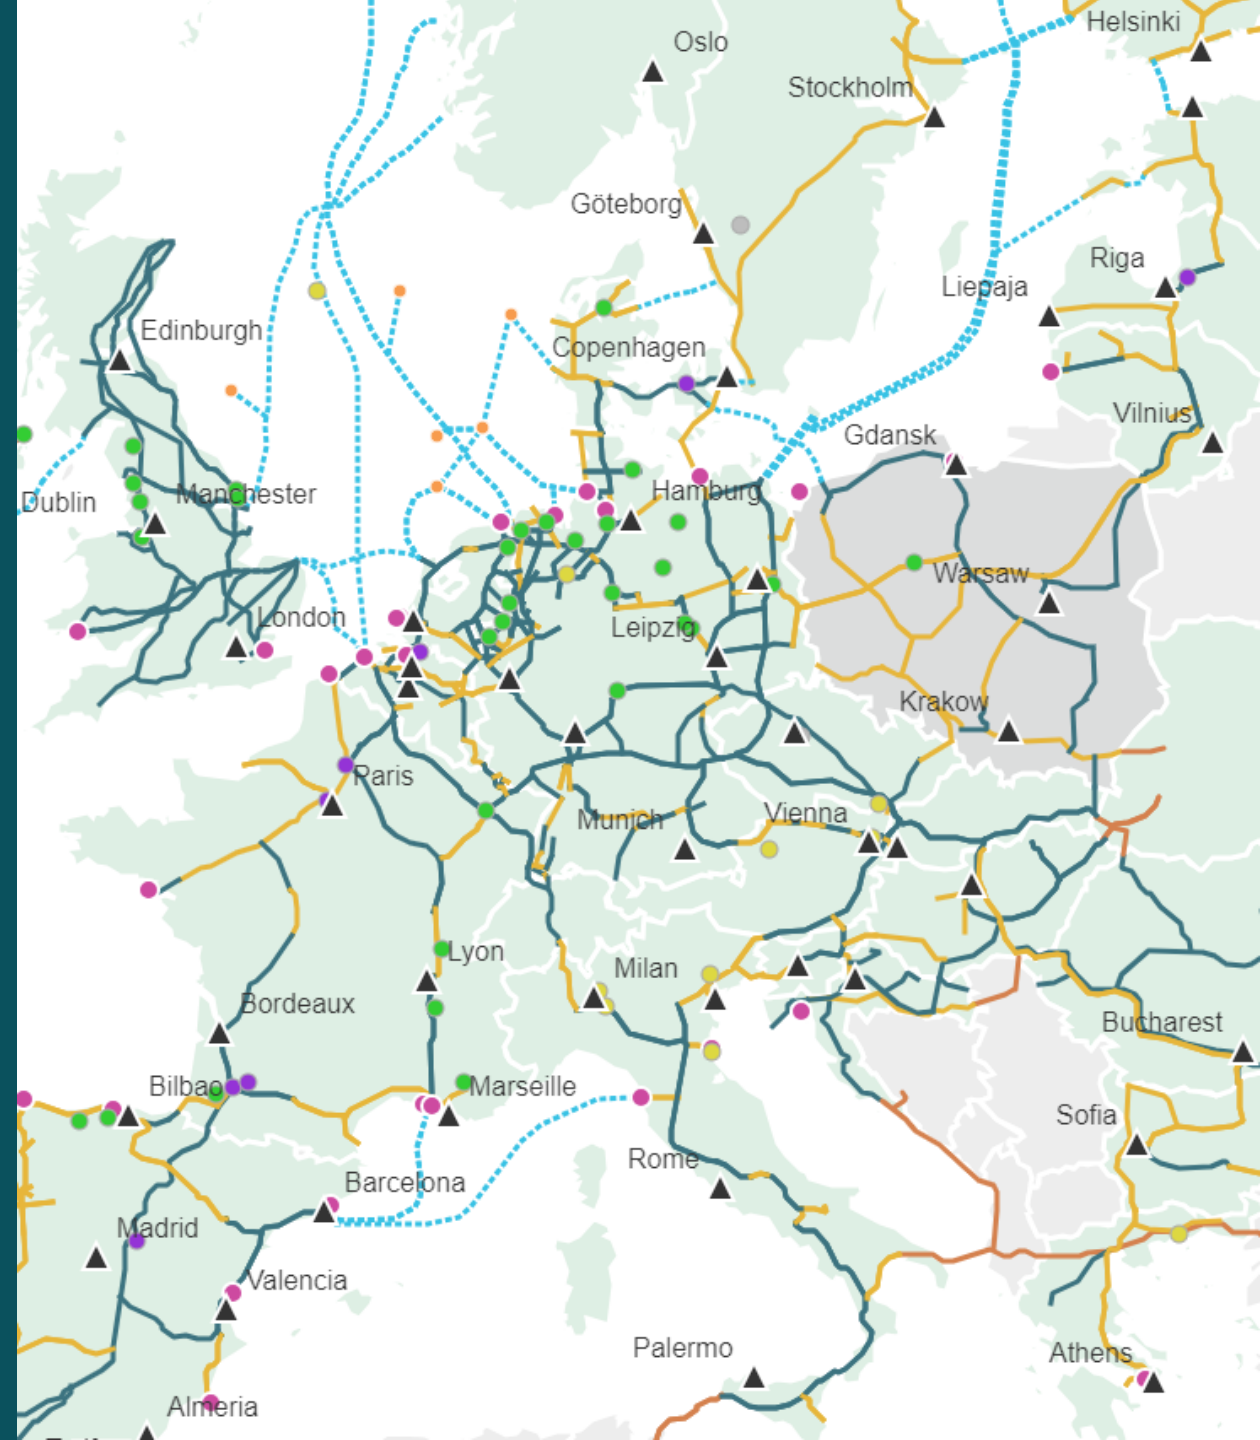 Helsinki
Oslo
Stockholm
Göteborg
Riga
Liepaja
Edinburgh
Copenhagen
Vilnius
Gdansk
Dublin
Manchester
Hamburg
Warsaw
London
Leipzig
Krakow
Paris
Munich
Vienna
Lyon
Milan
Bordeaux
Bucharest
Bilbao
Marseille
Sofia
Rome
Barcelona
Madrid
Valencia
Palermo
Athens
Almeria